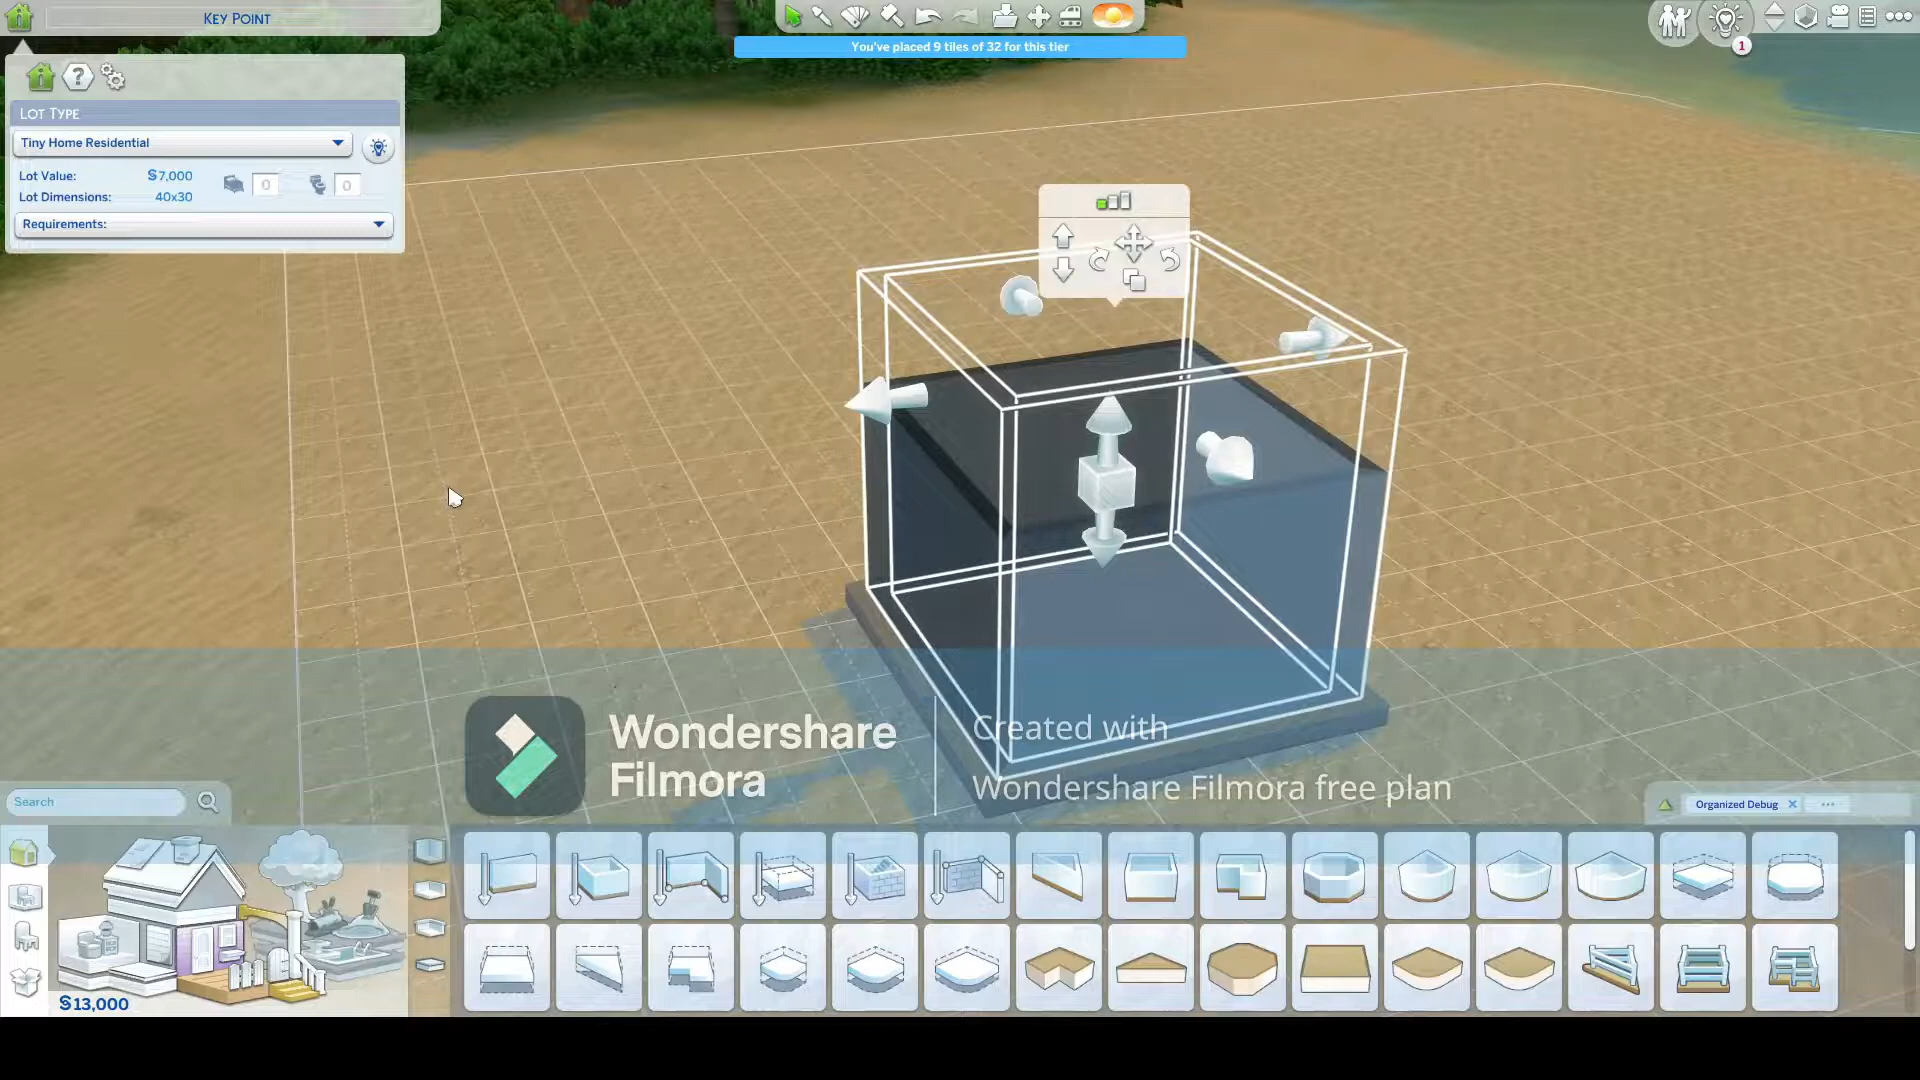 KEY POINT
You've placed 9 tiles of 32 for this tier
1
?
LOT TYPE
Tiny Home Residential
Lot Value: §7,000
0
0
Lot Dimensions: 40x30
Requirements:
Wondershare
Filmora
Created with
Wondershare Filmora free plan
Search
Organized Debug
§13,000